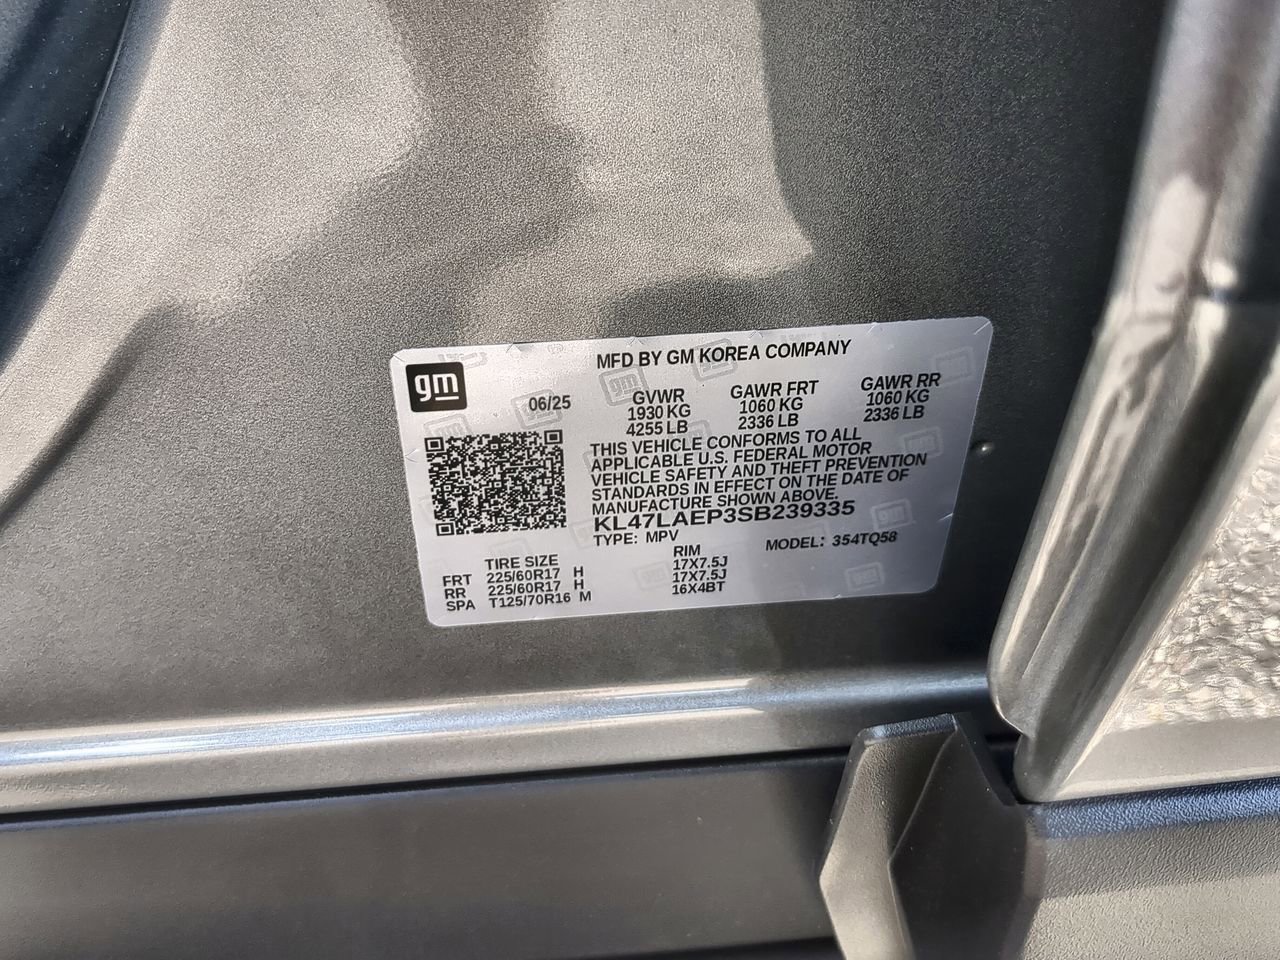 gm
MFD BY GM KOREA COMPANY
06/25
GVWR GAWR FRT GAWR RR
1930 KG 1060 KG 1060 KG
4255 LB 2336 LB 2336 LB
THIS VEHICLE CONFORMS TO ALL
APPLICABLE U.S. FEDERAL MOTOR
VEHICLE SAFETY AND THEFT PREVENTION
STANDARDS IN EFFECT ON THE DATE OF
MANUFACTURE SHOWN ABOVE.
KL47LAEP3SB239335
TYPE: MPV MODEL: 354TQ58
TIRE SIZE RIM
FRT 225/60R17 H 17X7.5J
RR 225/60R17 H 17X7.5J
SPA T125/70R16 M 16X4BT